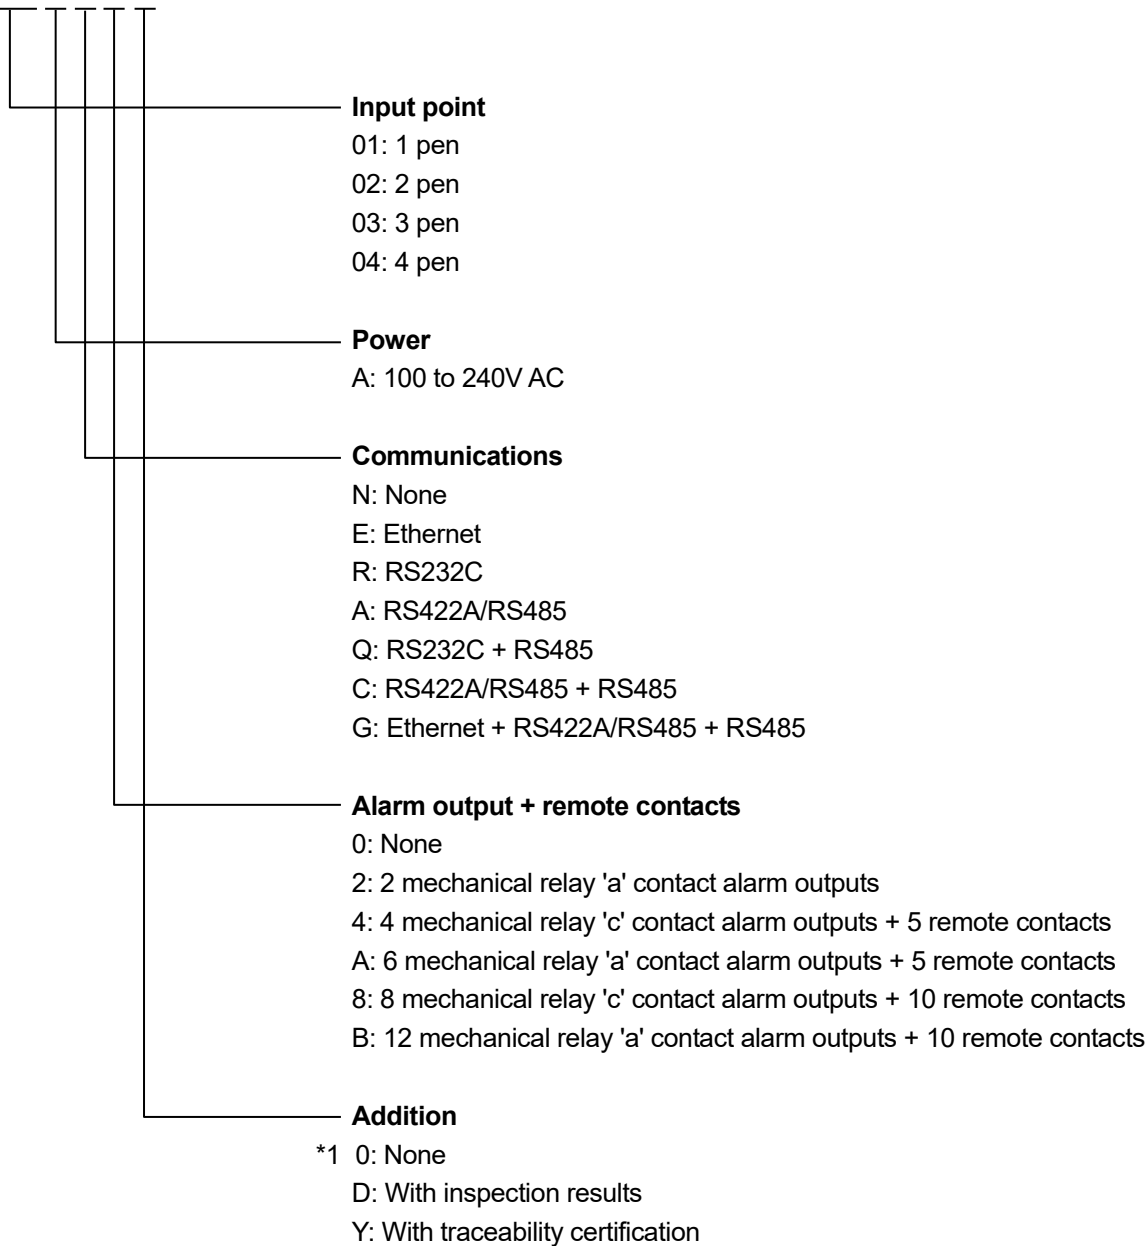 Input point
01: 1 pen
02: 2 pen
03: 3 pen
04: 4 pen
Power
A: 100 to 240V AC
Communications
N: None
E: Ethernet
R: RS232C
A: RS422A/RS485
Q: RS232C + RS485
C: RS422A/RS485 + RS485
G: Ethernet + RS422A/RS485 + RS485
Alarm output + remote contacts
0: None
2: 2 mechanical relay 'a' contact alarm outputs
4: 4 mechanical relay 'c' contact alarm outputs + 5 remote contacts
A: 6 mechanical relay 'a' contact alarm outputs + 5 remote contacts
8: 8 mechanical relay 'c' contact alarm outputs + 10 remote contacts
B: 12 mechanical relay 'a' contact alarm outputs + 10 remote contacts
Addition
*1 0: None
D: With inspection results
Y: With traceability certification